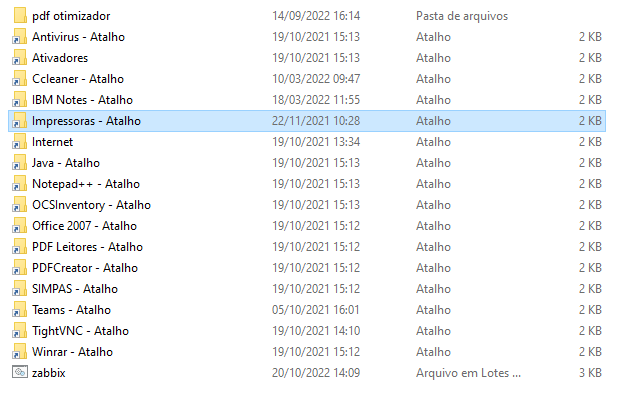 pdf otimizador 14/09/2022 16:14 Pasta de arquivos
Antivirus - Atalho 19/10/2021 15:13 Atalho 2 KB
Ativadores 19/10/2021 15:13 Atalho 2 KB
Ccleaner - Atalho 10/03/2022 09:47 Atalho 2 KB
IBM Notes - Atalho 18/03/2022 11:55 Atalho 2 KB
Impressoras - Atalho 22/11/2021 10:28 Atalho 2 KB
Internet 19/10/2021 13:34 Atalho 2 KB
Java - Atalho 19/10/2021 15:13 Atalho 2 KB
Notepad++ - Atalho 19/10/2021 15:13 Atalho 2 KB
OCSInventory - Atalho 19/10/2021 15:13 Atalho 2 KB
Office 2007 - Atalho 19/10/2021 15:12 Atalho 2 KB
PDF Leitores - Atalho 19/10/2021 15:12 Atalho 2 KB
PDFCreator - Atalho 19/10/2021 15:12 Atalho 2 KB
SIMPAS - Atalho 19/10/2021 15:12 Atalho 2 KB
Teams - Atalho 05/10/2021 16:01 Atalho 2 KB
TightVNC - Atalho 19/10/2021 14:10 Atalho 2 KB
Winrar - Atalho 19/10/2021 15:12 Atalho 2 KB
zabbix 20/10/2022 14:09 Arquivo em Lotes ... 3 KB